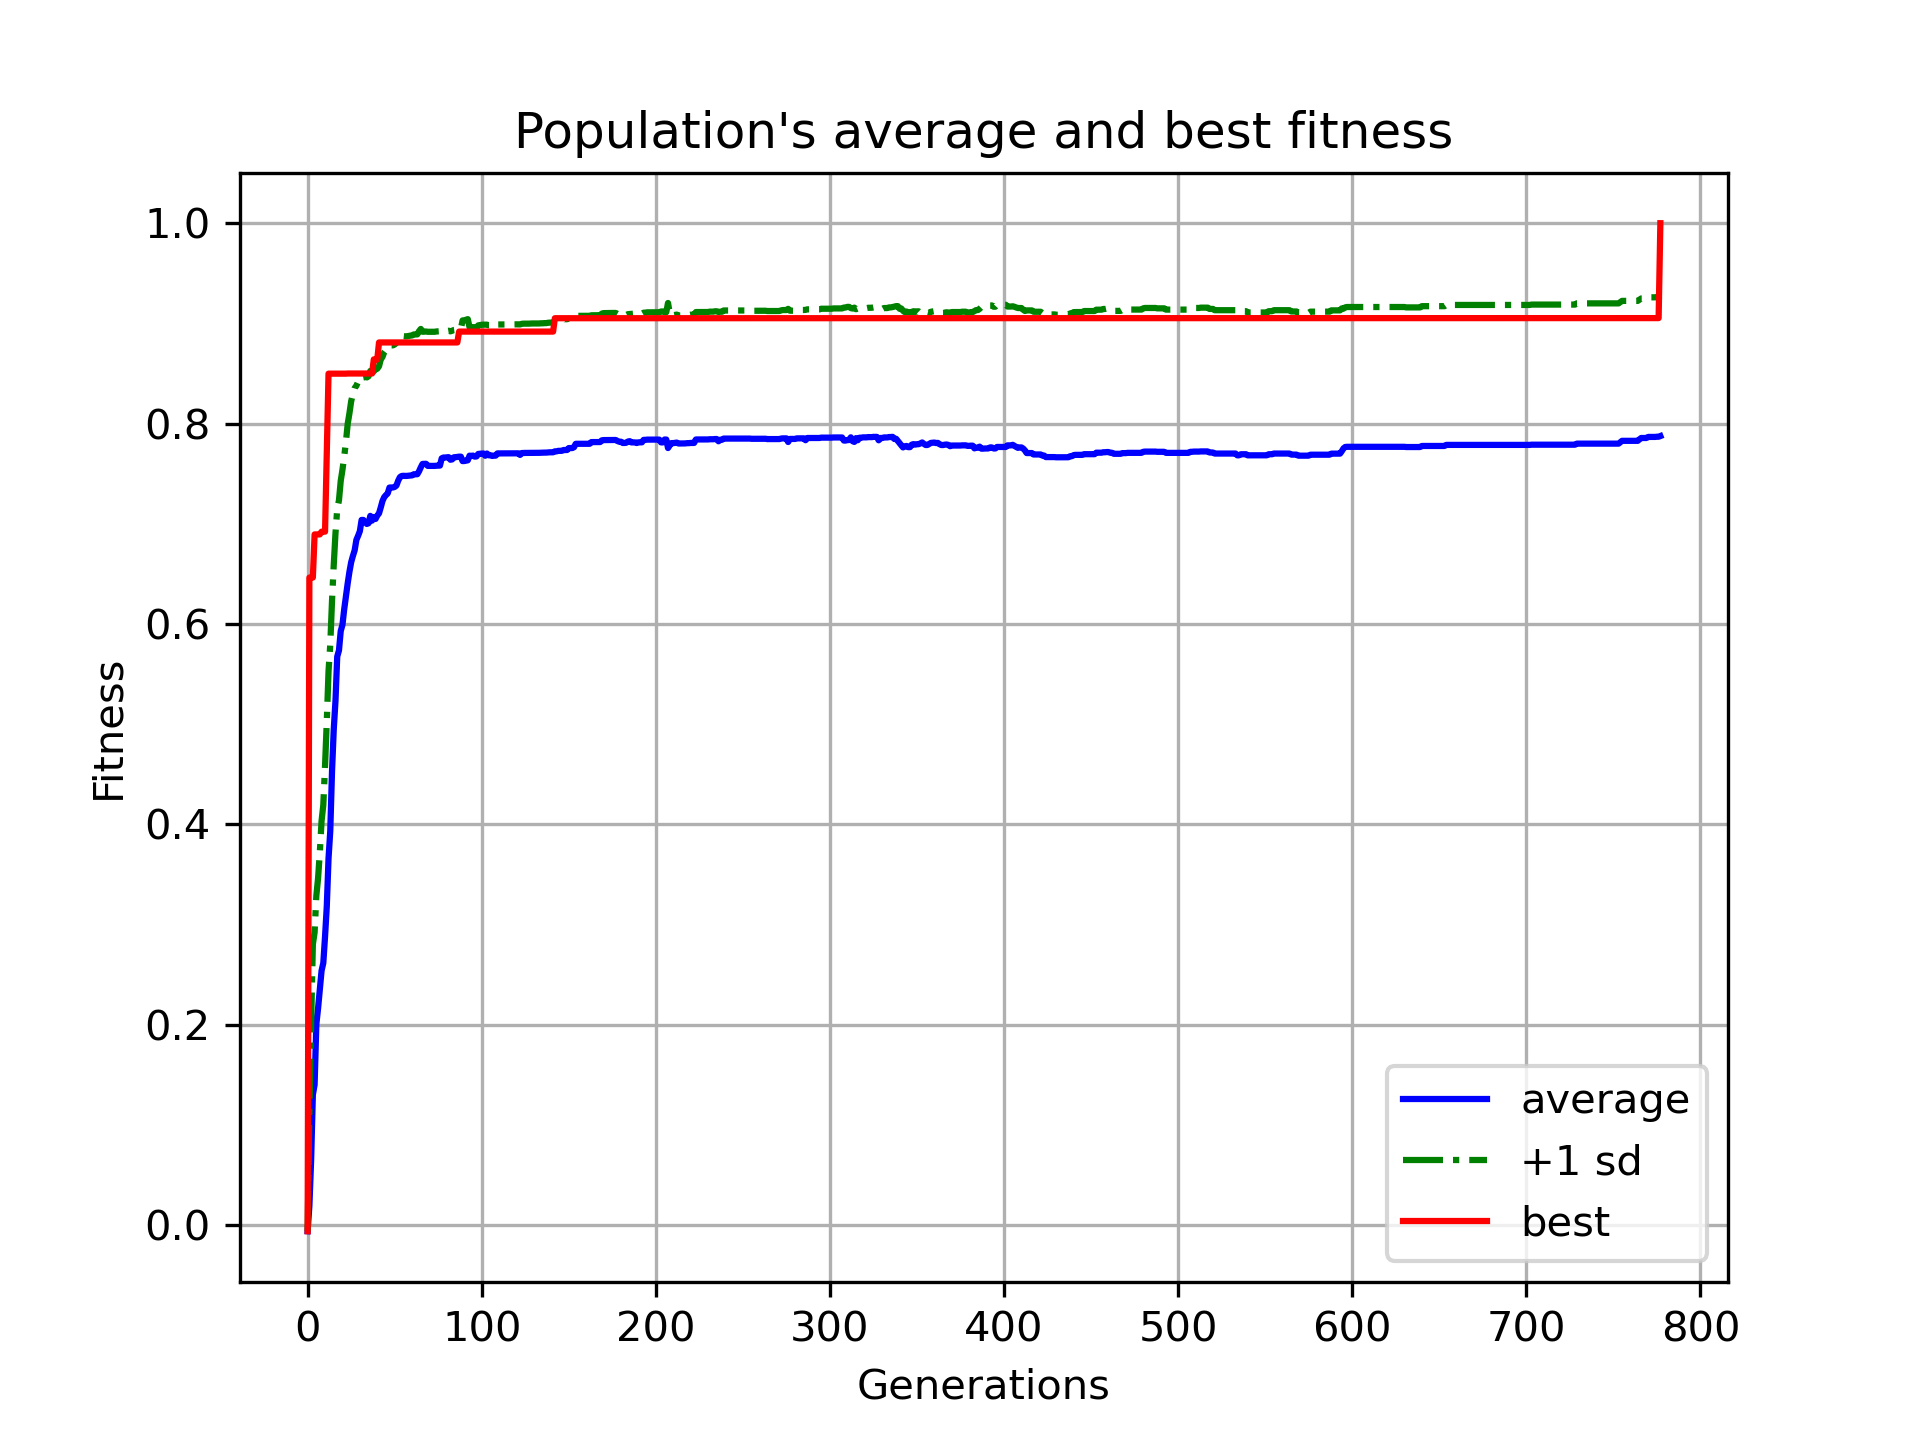 Population's average and best fitness
1.0
0.8
0.6
0.4
0.2
0.0
Fitness
0 100 200 300 400 500 600 700 800
Generations
average
+1 sd
best